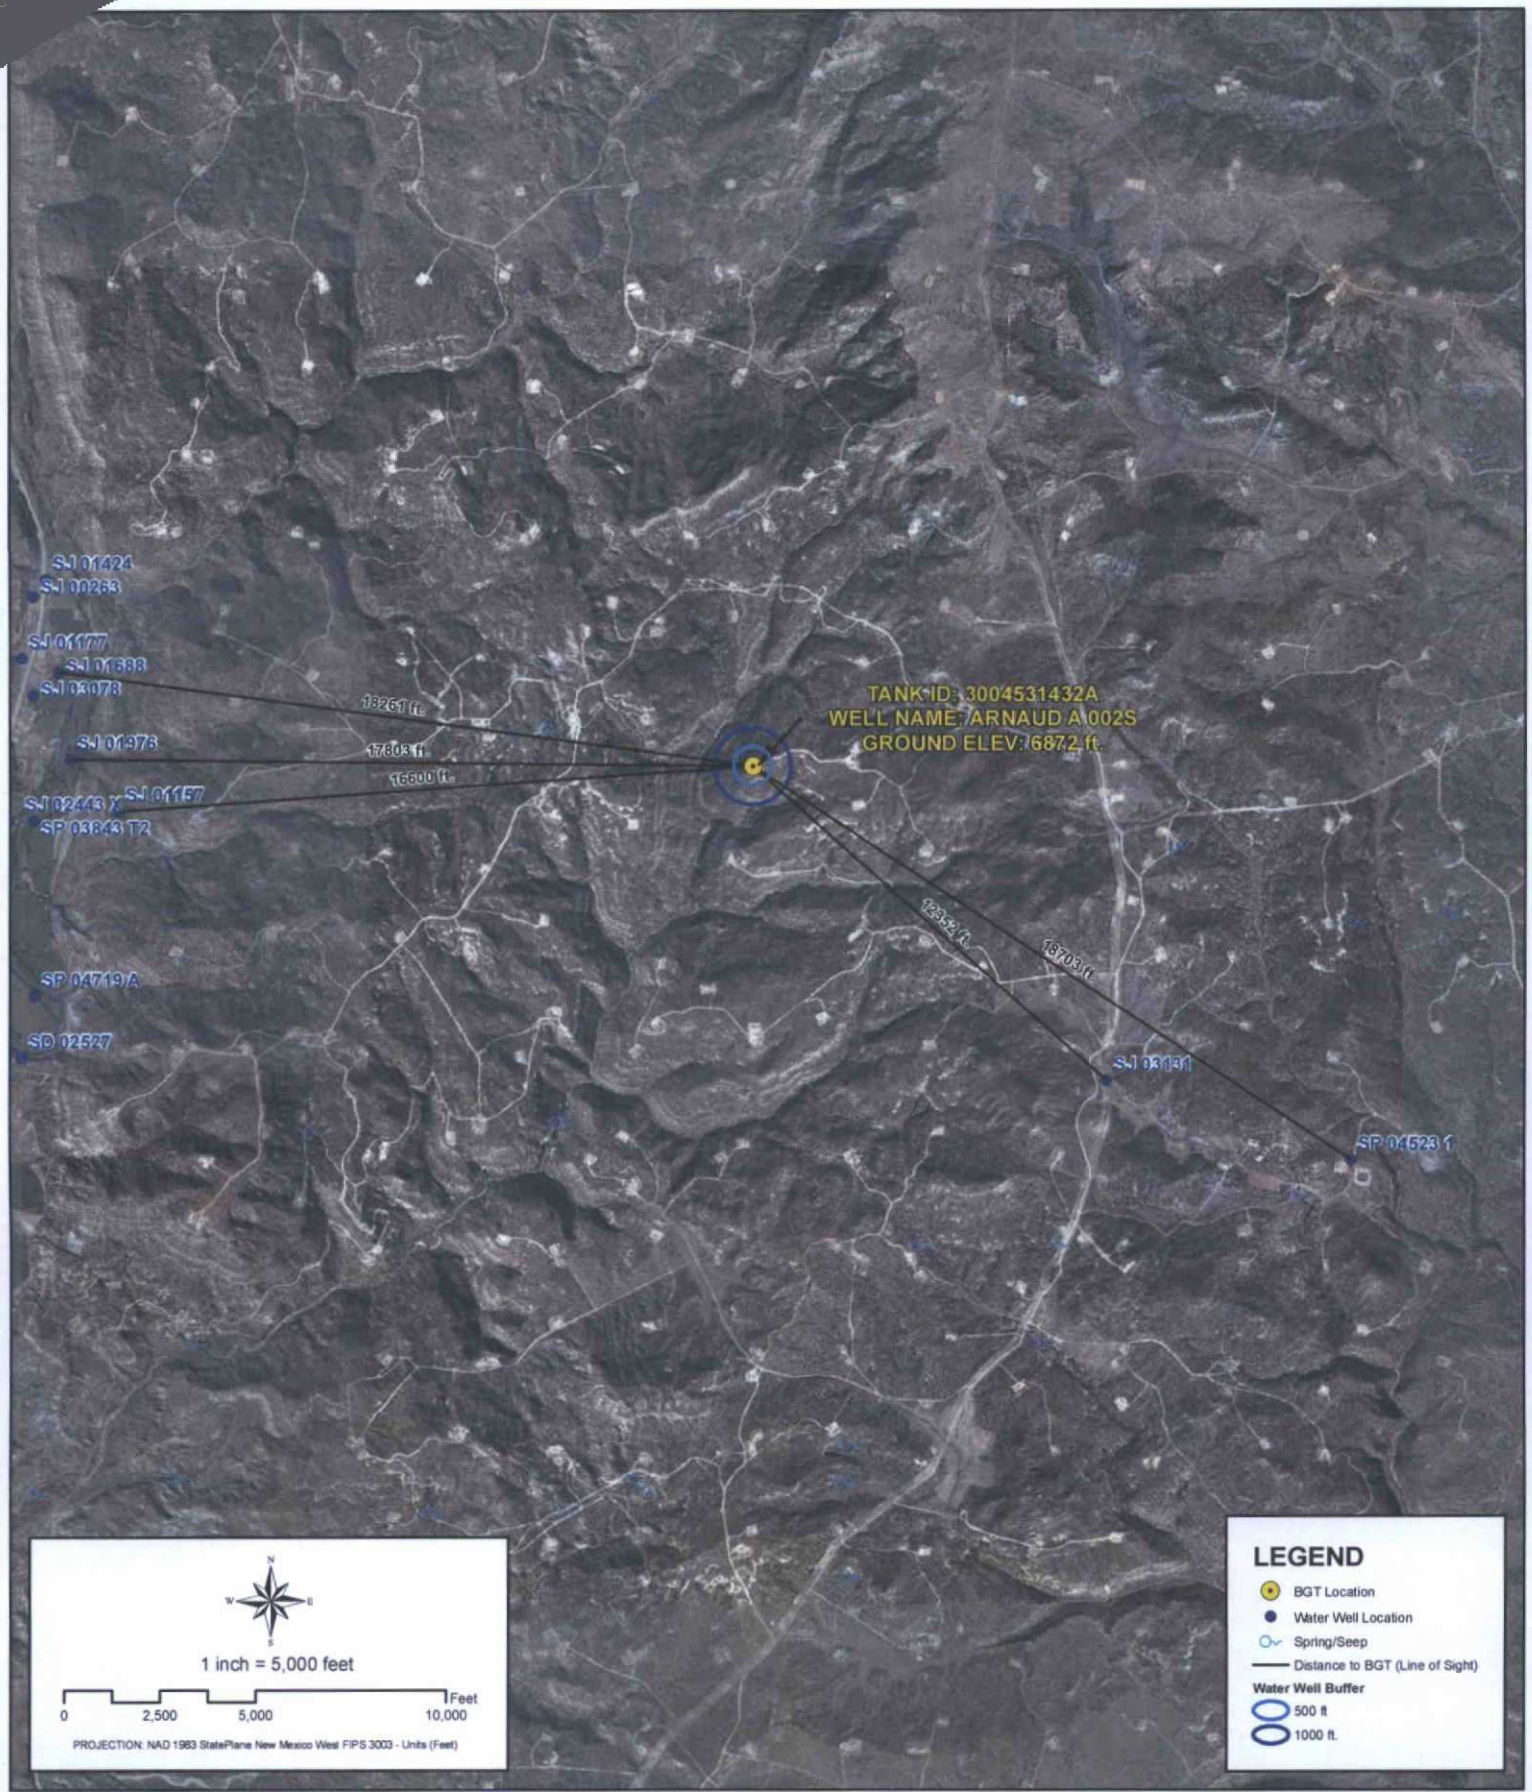 SJ 01424
SJ 00263
SJ 01177
SJ 01688
SJ 03078
18261 ft.
TANK ID: 3004531432A
WELL NAME: ARNAUD A 002S
GROUND ELEV: 6872 ft.
SJ 01976
17803 ft.
16600 ft.
SJ 02443 X
SJ 01157
SP 03843 T2
12352 ft.
18703 ft.
SP 04719 A
SD 02527
SJ 03131
SP 04523 1
N
W
E
S
1 inch = 5,000 feet
Feet
0
2,500
5,000
10,000
PROJECTION: NAD 1983 StatePlane New Mexico West FIPS 3003 - Units (Feet)
LEGEND
BGT Location
Water Well Location
Spring/Seep
Distance to BGT (Line of Sight)
Water Well Buffer
500 ft
1000 ft.